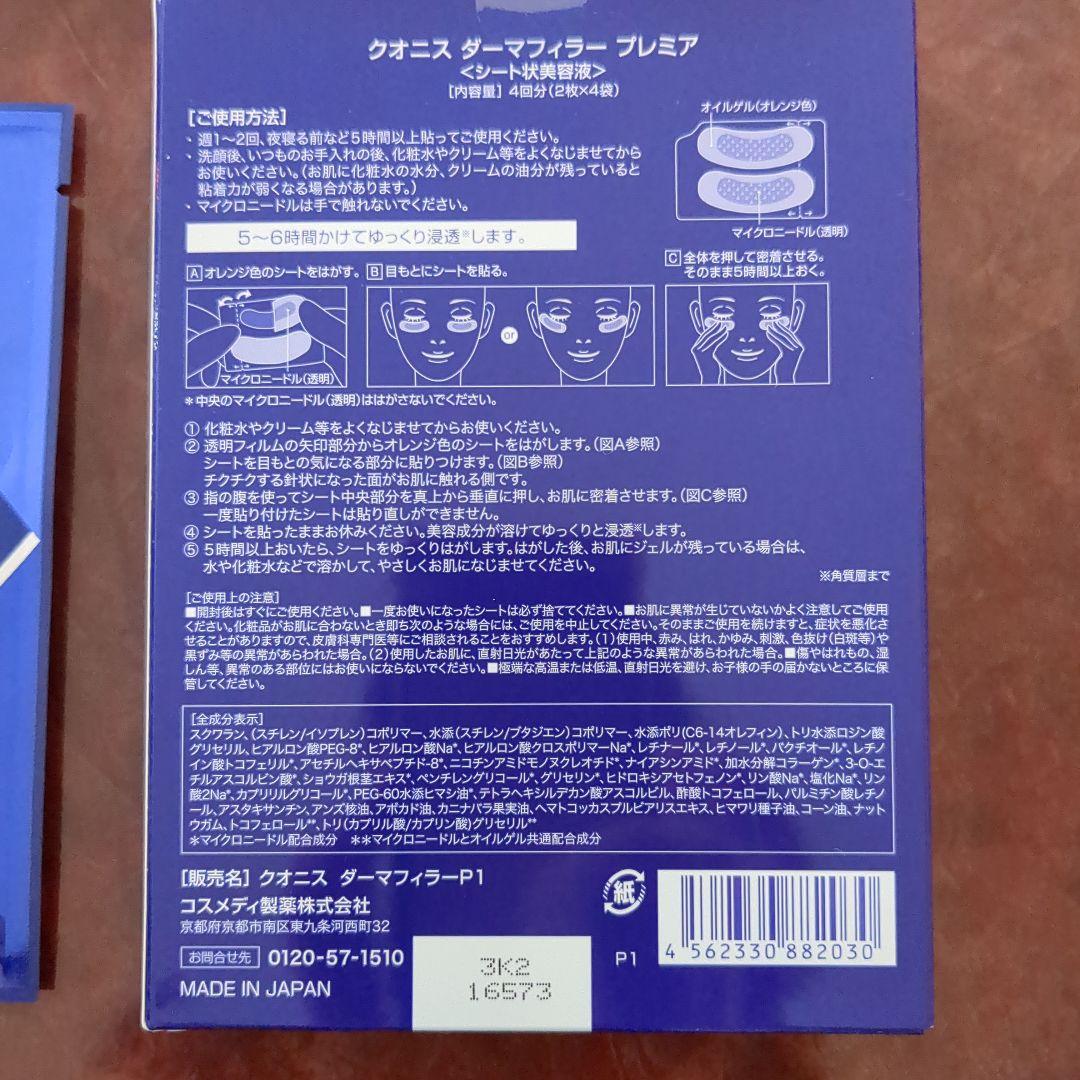 クオニス ダーマフィラー プレミア
＜シート状美容液＞
[内容量] 4回分（2枚×4袋）
[ご使用方法]
・週1〜2回、夜寝る前など5時間以上貼ってご使用ください。
・洗顔後、いつものお手入れの後、化粧水やクリーム等をよくなじませてから
お使いください。（お肌に化粧水の水分、クリームの油分が残っていると
粘着力が弱くなる場合があります。）
・マイクロニードルは手で触れないでください。
オイルゲル（オレンジ色）
マイクロニードル（透明）
5〜6時間かけてゆっくり浸透※します。
A オレンジ色のシートをはがす。
B 目もとにシートを貼る。
C 全体を押して密着させる。
そのまま5時間以上おく。
マイクロニードル（透明）
or
＊中央のマイクロニードル（透明）ははがさないでください。
① 化粧水やクリーム等をよくなじませてからお使いください。
② 透明フィルムの矢印部分からオレンジ色のシートをはがします。（図A参照）
シートを目もとの気になる部分に貼りつけます。（図B参照）
チクチクする針状になった面がお肌に触れる側です。
③ 指の腹を使ってシート中央部分を真上から垂直に押し、お肌に密着させます。（図C参照）
一度貼り付けたシートは貼り直しができません。
④ シートを貼ったままお休みください。美容成分が溶けてゆっくりと浸透※します。
⑤ 5時間以上おいたら、シートをゆっくりはがします。はがした後、お肌にジェルが残っている場合は、
水や化粧水などで溶かして、やさしくお肌になじませてください。
※角質層まで
[ご使用上の注意]
■開封後はすぐにご使用ください。■一度お使いになったシートは必ず捨ててください。■お肌に異常が生じていないかよく注意してご使用
ください。化粧品がお肌に合わないとき即ち次のような場合には、ご使用を中止してください。そのままご使用を続けますと、症状を悪化さ
せることがありますので、皮膚科専門医等にご相談されることをおすすめします。（1）使用中、赤み、はれ、かゆみ、刺激、色抜け（白斑等）や
黒ずみ等の異常があらわれた場合。（2）使用したお肌に、直射日光があたって上記のような異常があらわれた場合。■傷やはれもの、湿
しん等、異常のある部位にはお使いにならないでください。■極端な高温または低温、直射日光を避け、お子様の手の届かないところに保
管してください。
[全成分表示]
スクワラン、（スチレン/イソプレン）コポリマー、水添（スチレン/ブタジエン）コポリマー、水添ポリ（C6-14オレフィン）、トリ水添ロジン酸
グリセリル、ヒアルロン酸PEG-8*、ヒアルロン酸Na*、ヒアルロン酸クロスポリマーNa*、レチナール*、レチノール*、バクチオール*、レチノ
イン酸トコフェリル*、アセチルヘキサペプチド-8*、ニコチンアミドモノヌクレオチド*、ナイアシンアミド*、加水分解コラーゲン*、3-O-エ
チルアスコルビン酸*、ショウガ根茎エキス*、ペンチレングリコール*、グリセリン*、ヒドロキシアセトフェノン*、リン酸Na*、塩化Na*、リン
酸2Na*、カプリリルグリコール*、PEG-60水添ヒマシ油*、テトラヘキシルデカン酸アスコルビル、酢酸トコフェロール、パルミチン酸レチノ
ール、アスタキサンチン、アンズ核油、アボカド油、カニナバラ果実油、ヘマトコッカスプルビアリスエキス、ヒマワリ種子油、コーン油、ナット
ウガム、トコフェロール**、トリ（カプリル酸/カプリン酸）グリセリル**
*マイクロニードル配合成分 **マイクロニードルとオイルゲル共通配合成分
[販売名] クオニス ダーマフィラーP1
コスメディ製薬株式会社
京都府京都市南区東九条河西町32
お問合せ先 0120-57-1510
MADE IN JAPAN
3K2
16573
紙
P1
4 562330 882030